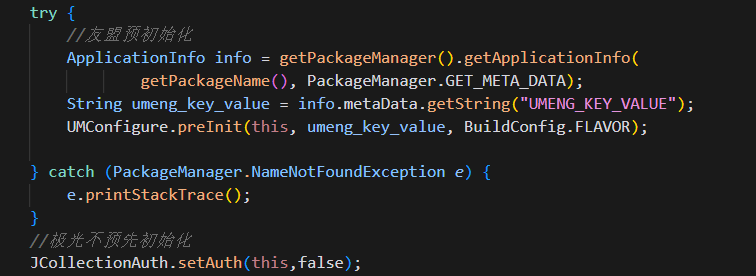 try {
//友盟预初始化
ApplicationInfo info = getPackageManager().getApplicationInfo(
getPackageName(), PackageManager.GET_META_DATA);
String umeng_key_value = info.metaData.getString("UMENG_KEY_VALUE");
UMConfigure.preInit(this, umeng_key_value, BuildConfig.FLAVOR);
} catch (PackageManager.NameNotFoundException e) {
e.printStackTrace();
}
//极光不预先初始化
JCollectionAuth.setAuth(this,false);